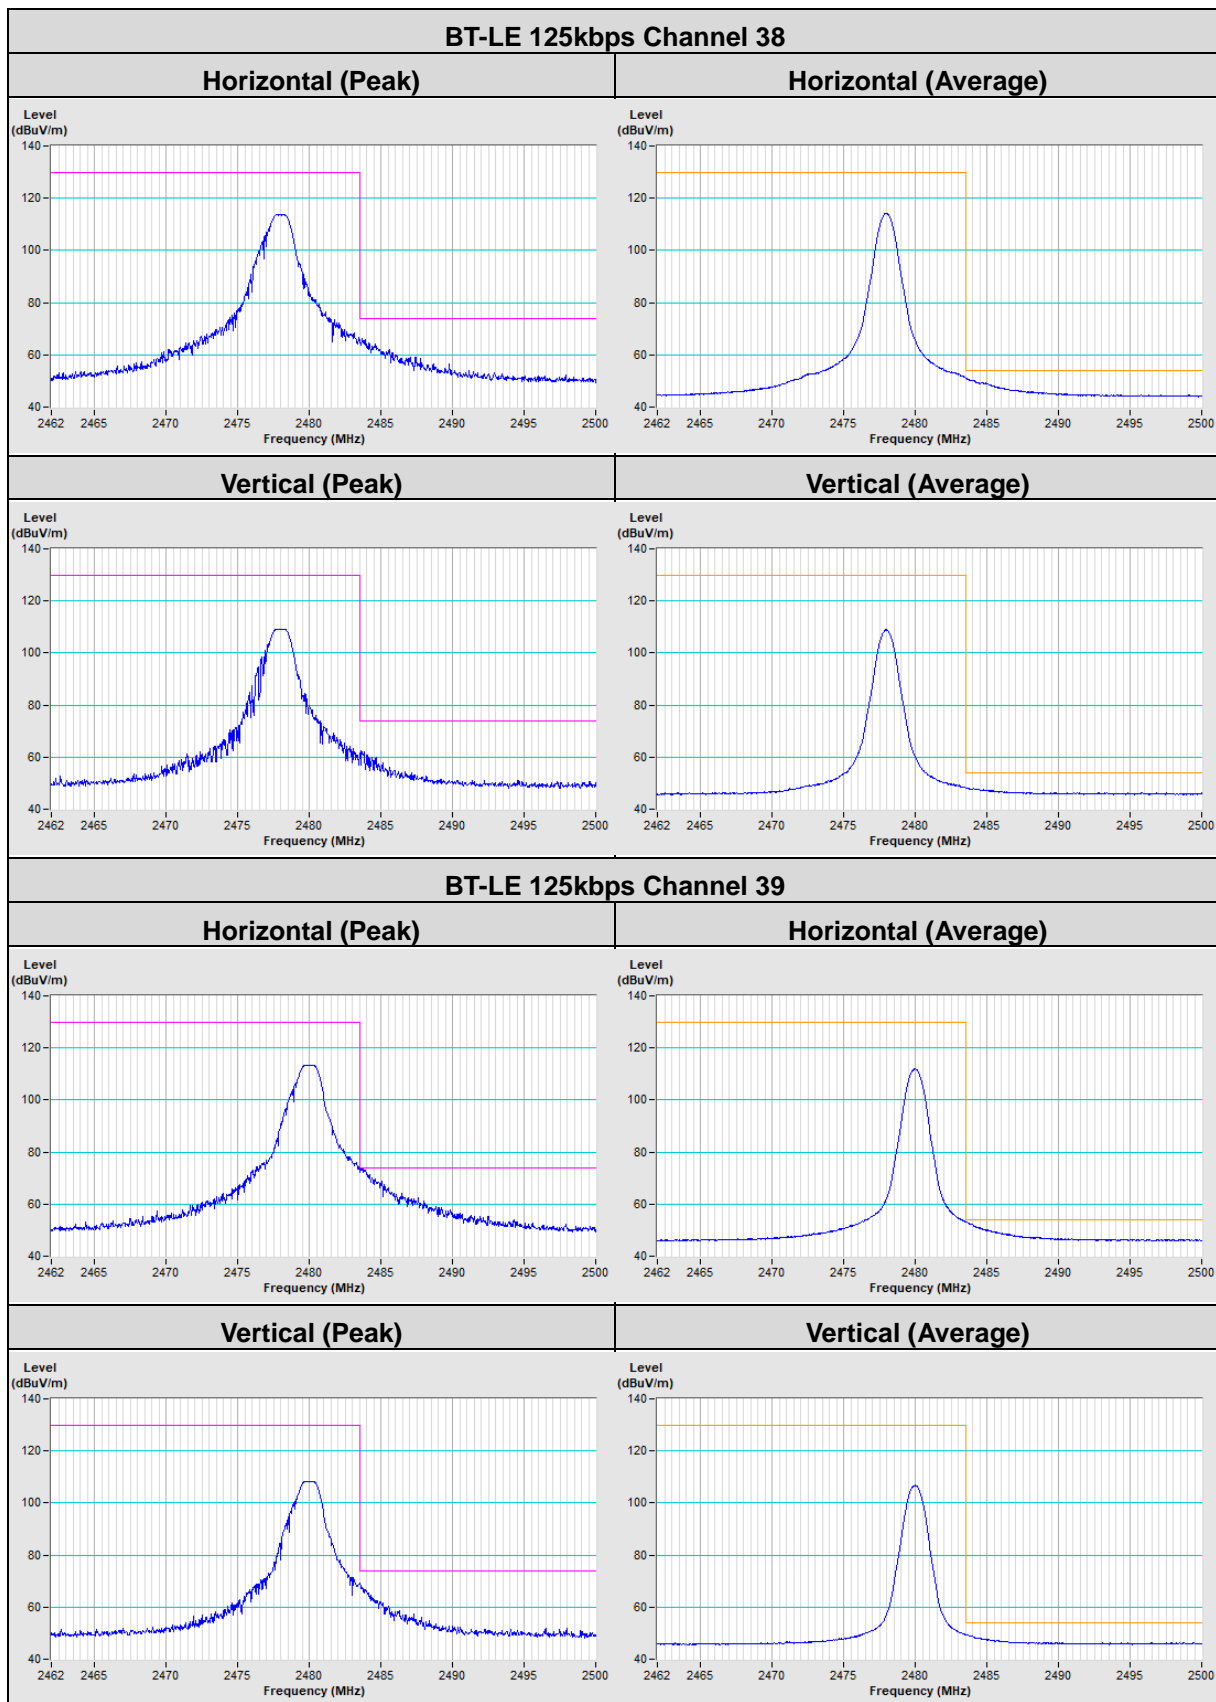 BT-LE 125kbps Channel 38
Horizontal (Peak) Horizontal (Average)
Level Level
(dBuV/m) (dBuV/m)
140 140
120 120
100 100
80 80
60 60
40 40
2462 2465 2470 2475 2480 2485 2490 2495 2500 2462 2465 2470 2475 2480 2485 2490 2495 2500
Frequency (MHz) Frequency (MHz)
Vertical (Peak) Vertical (Average)
Level Level
(dBuV/m) (dBuV/m)
140 140
120 120
100 100
80 80
60 60
40 40
2462 2465 2470 2475 2480 2485 2490 2495 2500 2462 2465 2470 2475 2480 2485 2490 2495 2500
Frequency (MHz) Frequency (MHz)
BT-LE 125kbps Channel 39
Horizontal (Peak) Horizontal (Average)
Level Level
(dBuV/m) (dBuV/m)
140 140
120 120
100 100
80 80
60 60
40 40
2462 2465 2470 2475 2480 2485 2490 2495 2500 2462 2465 2470 2475 2480 2485 2490 2495 2500
Frequency (MHz) Frequency (MHz)
Vertical (Peak) Vertical (Average)
Level Level
(dBuV/m) (dBuV/m)
140 140
120 120
100 100
80 80
60 60
40 40
2462 2465 2470 2475 2480 2485 2490 2495 2500 2462 2465 2470 2475 2480 2485 2490 2495 2500
Frequency (MHz) Frequency (MHz)